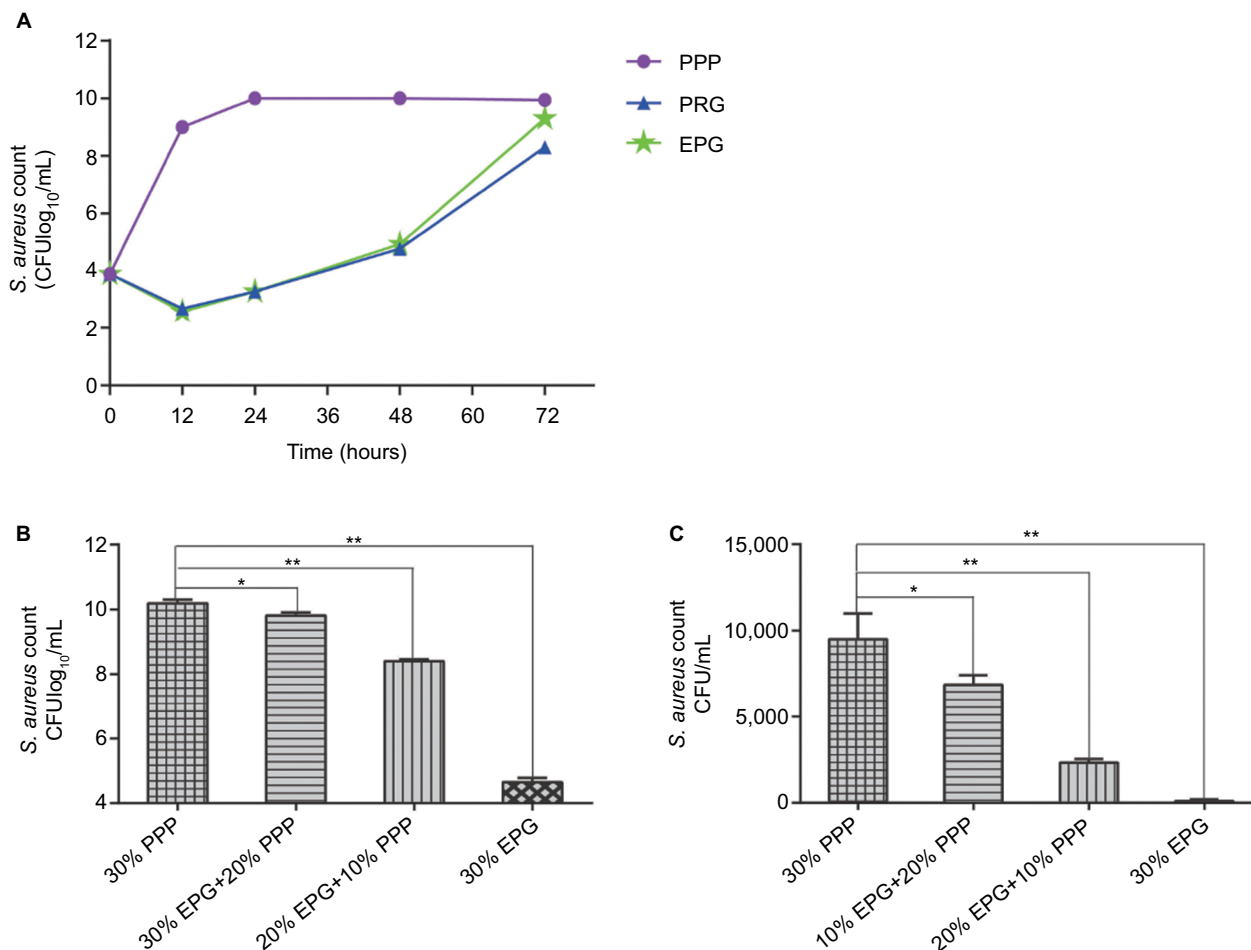 A
12
10
8
6
4
2
0
S. aureus count
(CFUlog10/mL)
0 12 24 36 48 60 72
Time (hours)
PPP
PRG
EPG
B
12
10
8
6
4
S. aureus count
CFUlog10/mL
**
**
*
30% PPP
30% EPG+20% PPP
20% EPG+10% PPP
30% EPG
C
15,000
10,000
5,000
0
S. aureus count
CFU/mL
**
**
*
30% PPP
10% EPG+20% PPP
20% EPG+10% PPP
30% EPG